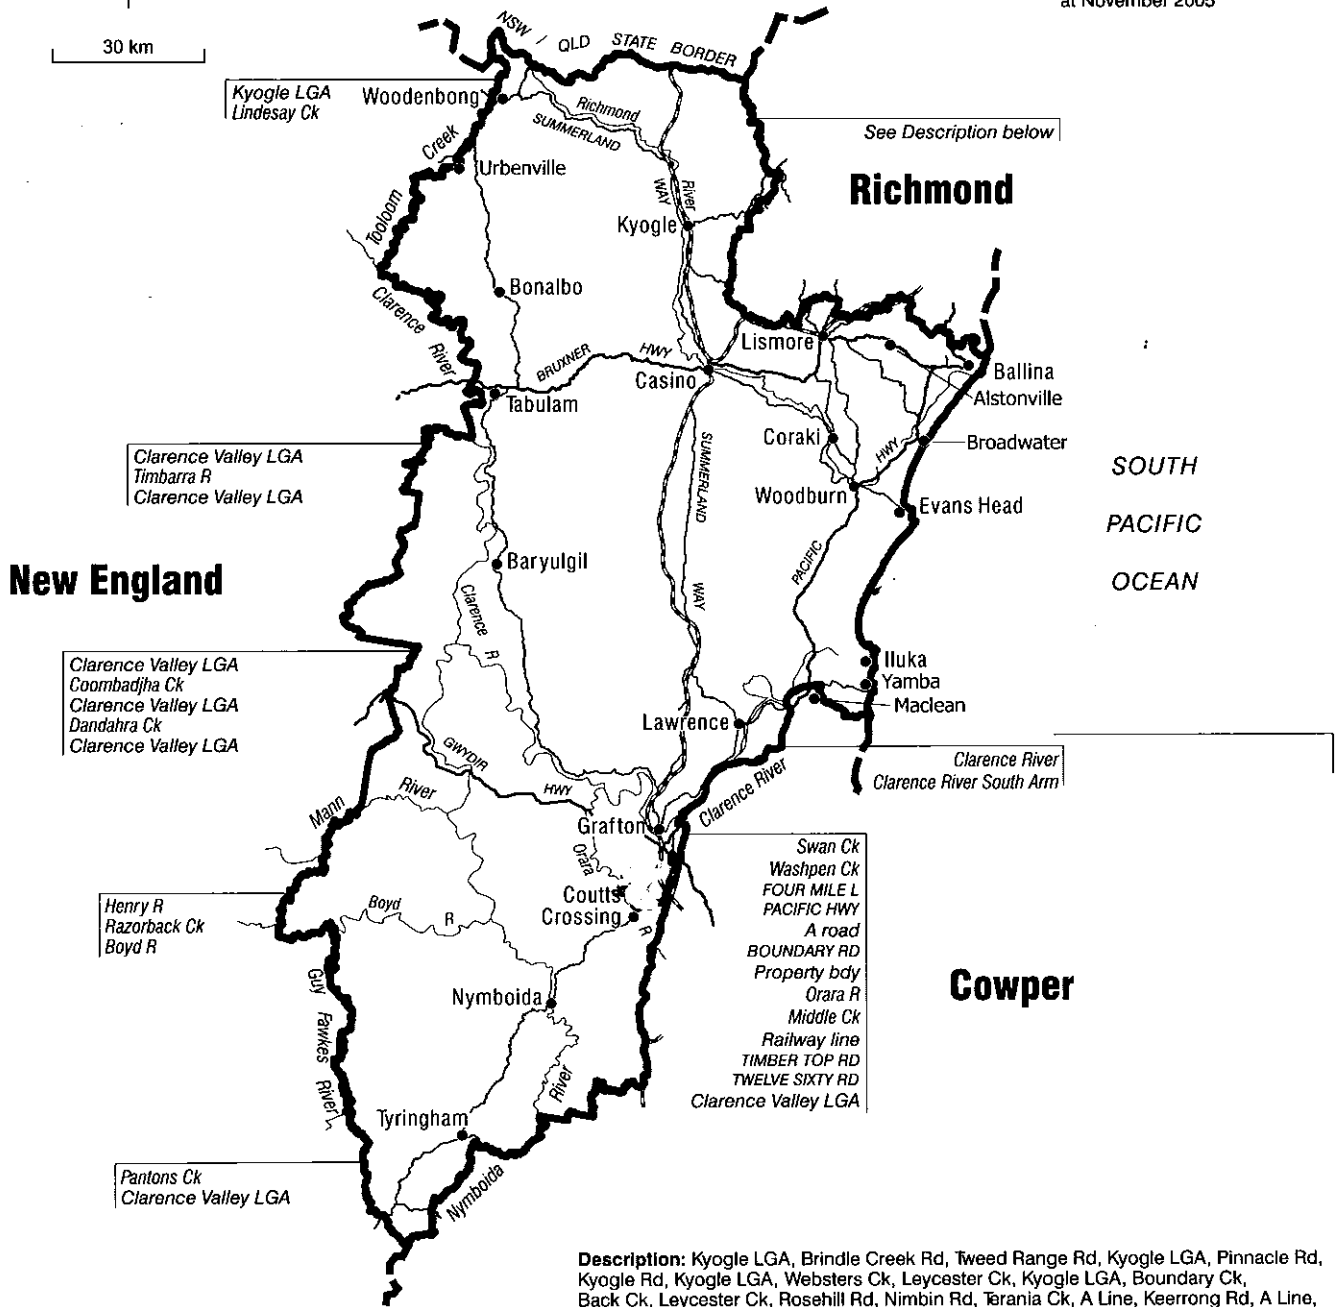 at November 2005
30 km
NSW / QLD STATE BORDER
Kyogle LGA
Lindesay Ck
Woodenbong
Richmond
SUMMERLAND
See Description below
Creek
Urbenville
Richmond
Tooloom
WAY
River
Kyogle
Bonalbo
Clarence
River
Lismore
BRUXNER
HWY
Casino
Ballina
Alstonville
Tabulam
Coraki
HWY
Broadwater
Clarence Valley LGA
Timbarra R
Clarence Valley LGA
SUMMERLAND
SOUTH
Woodburn
Evans Head
PACIFIC
Baryulgil
PACIFIC
New England
OCEAN
Clarence
R
WAY
Clarence Valley LGA
Coombadjha Ck
Clarence Valley LGA
Dandahra Ck
Clarence Valley LGA
Iluka
Yamba
Maclean
Lawrence
GWYDIR
HWY
Clarence River
Clarence River South Arm
Clarence River
Mann
River
Grafton
Orara
R
Swan Ck
Washpen Ck
FOUR MILE L
PACIFIC HWY
A road
BOUNDARY RD
Property bdy
Orara R
Middle Ck
Railway line
TIMBER TOP RD
TWELVE SIXTY RD
Clarence Valley LGA
Coutts
Crossing
Henry R
Razorback Ck
Boyd R
Boyd
R
Cowper
Guy
Fawkes
River
Nymboida
River
Tyringham
Pantons Ck
Clarence Valley LGA
Nymboida
Description: Kyogle LGA, Brindle Creek Rd, Tweed Range Rd, Kyogle LGA, Pinnacle Rd,
Kyogle Rd, Kyogle LGA, Websters Ck, Leycester Ck, Kyogle LGA, Boundary Ck,
Back Ck, Leycester Ck, Rosehill Rd, Nimbin Rd, Terania Ck, A Line, Keerrong Rd, A Line,